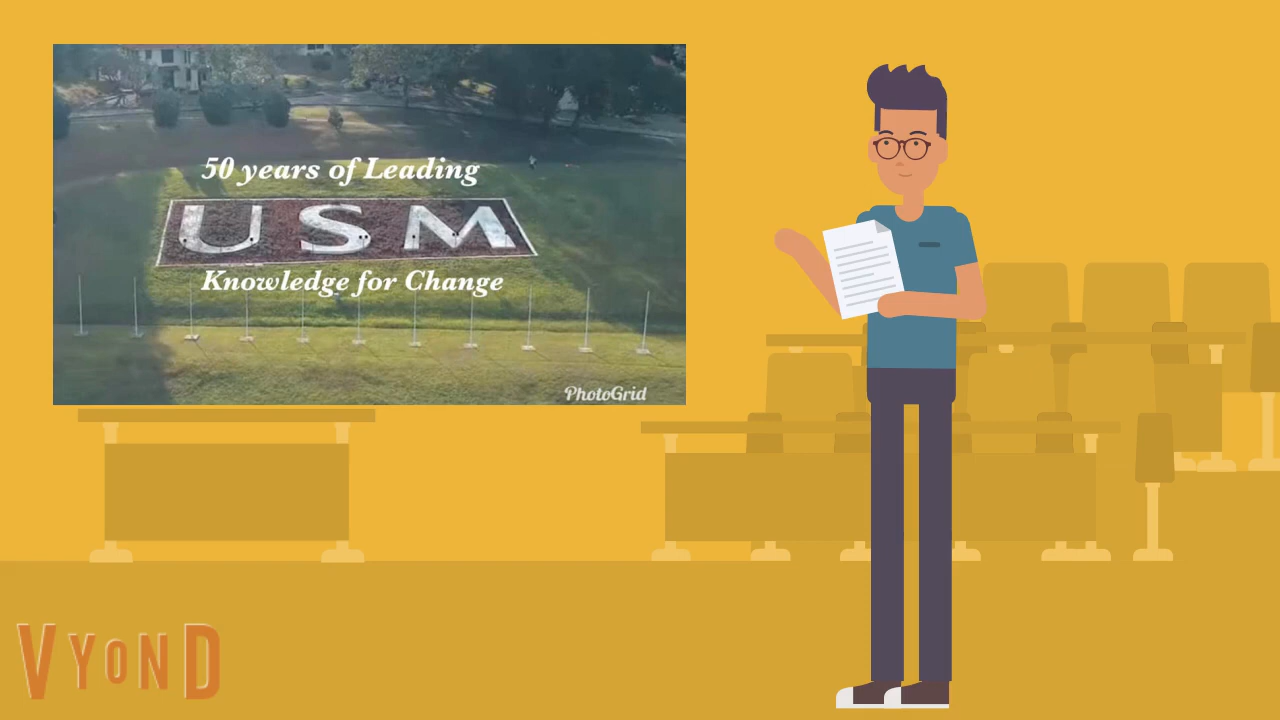 50 years of Leading
USM
Knowledge for Change
PhotoGrid
VYOND